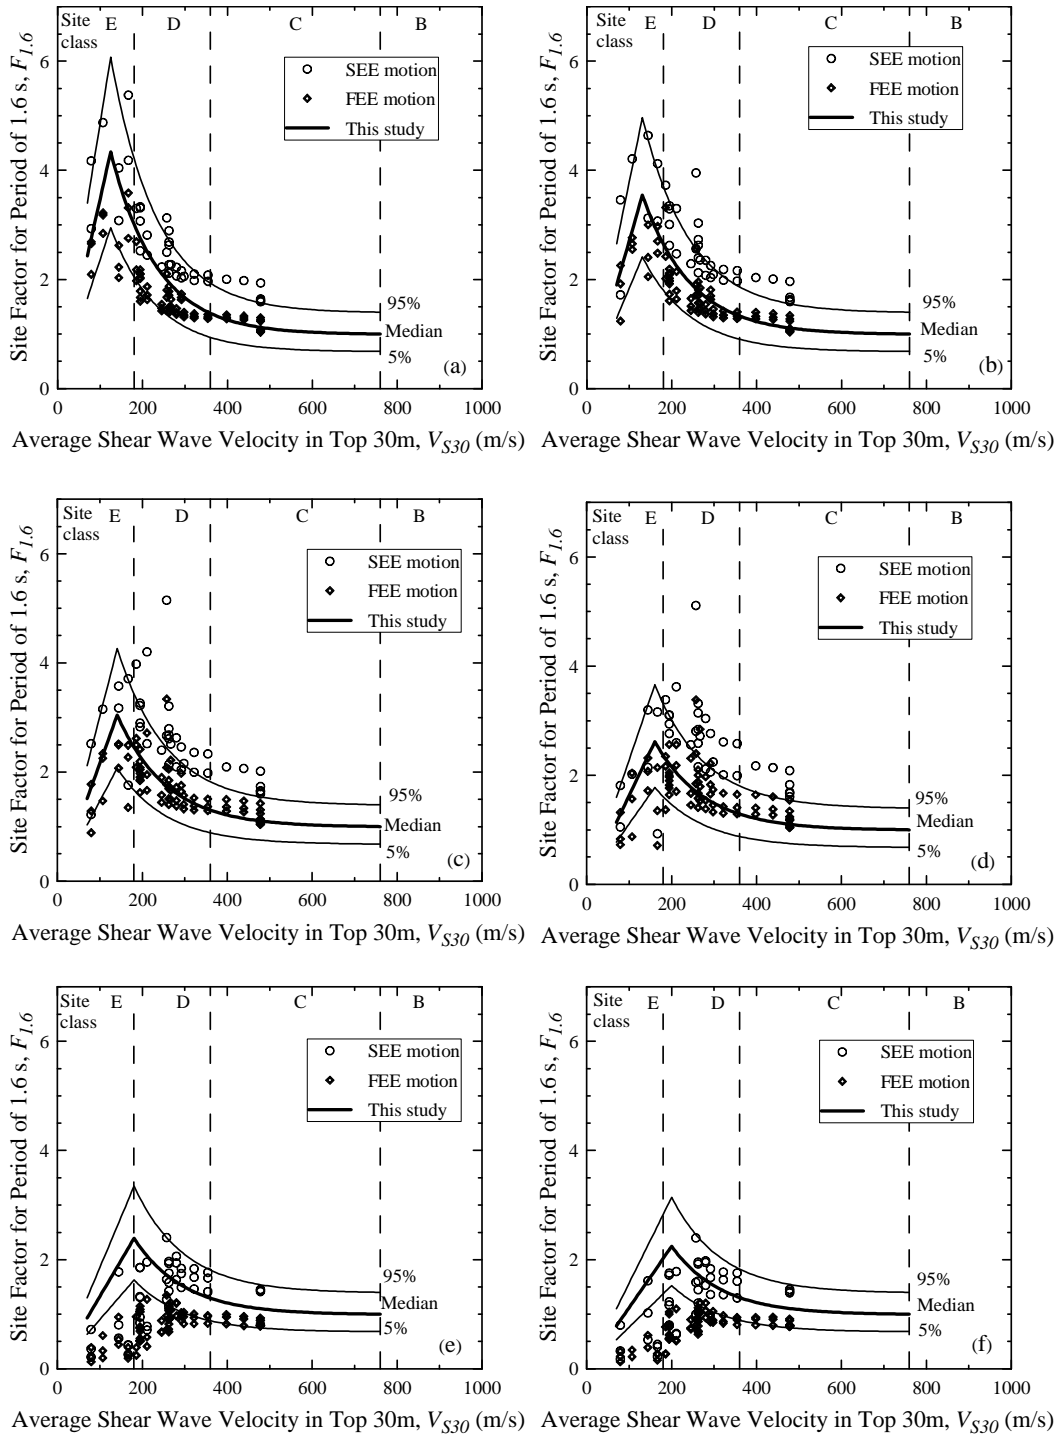 Site class E D C B
Site Factor for Period of 1.6 s, F1.6
6
4
2
0
SEE motion
FEE motion
This study
95%
Median
5%
(a)
0 200 400 600 800 1000
Average Shear Wave Velocity in Top 30m, VS30 (m/s)
Site class E D C B
Site Factor for Period of 1.6 s, F1.6
6
4
2
0
SEE motion
FEE motion
This study
95%
Median
5%
(b)
0 200 400 600 800 1000
Average Shear Wave Velocity in Top 30m, VS30 (m/s)
Site class E D C B
Site Factor for Period of 1.6 s, F1.6
6
4
2
0
SEE motion
FEE motion
This study
95%
Median
5%
(c)
0 200 400 600 800 1000
Average Shear Wave Velocity in Top 30m, VS30 (m/s)
Site class E D C B
Site Factor for Period of 1.6 s, F1.6
6
4
2
0
SEE motion
FEE motion
This study
95%
Median
5%
(d)
0 200 400 600 800 1000
Average Shear Wave Velocity in Top 30m, VS30 (m/s)
Site class E D C B
Site Factor for Period of 1.6 s, F1.6
6
4
2
0
SEE motion
FEE motion
This study
95%
Median
5%
(e)
0 200 400 600 800 1000
Average Shear Wave Velocity in Top 30m, VS30 (m/s)
Site class E D C B
Site Factor for Period of 1.6 s, F1.6
6
4
2
0
SEE motion
FEE motion
This study
95%
Median
5%
(f)
0 200 400 600 800 1000
Average Shear Wave Velocity in Top 30m, VS30 (m/s)